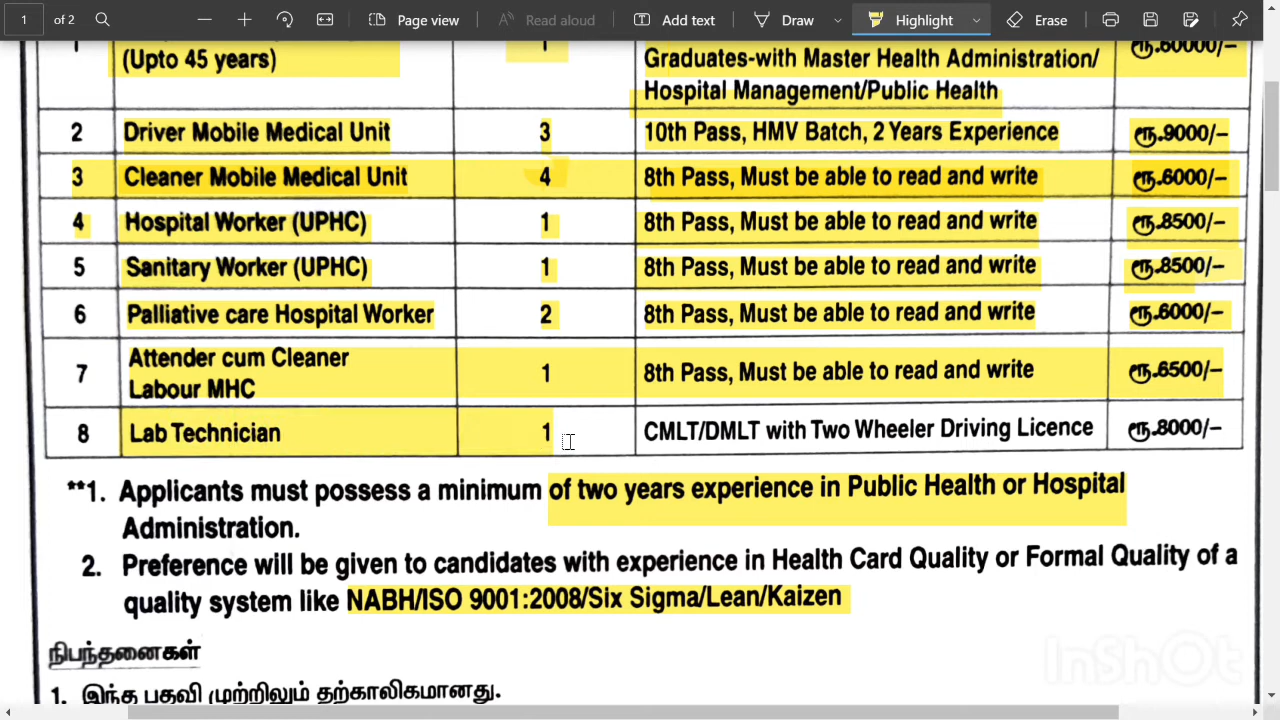 1 of 2 Page view Read aloud Add text Draw Highlight Erase
1 1 Graduates-with Master Health Administration/ ரூ.60000/-
(Upto 45 years)
Hospital Management/Public Health
2 Driver Mobile Medical Unit 3 10th Pass, HMV Batch, 2 Years Experience ரூ.9000/-
3 Cleaner Mobile Medical Unit 4 8th Pass, Must be able to read and write ரூ.6000/-
4 Hospital Worker (UPHC) 1 8th Pass, Must be able to read and write ரூ.8500/-
5 Sanitary Worker (UPHC) 1 8th Pass, Must be able to read and write ரூ.8500/-
6 Palliative care Hospital Worker 2 8th Pass, Must be able to read and write ரூ.6000/-
7 Attender cum Cleaner 1 8th Pass, Must be able to read and write ரூ.6500/-
Labour MHC
8 Lab Technician 1 CMLT/DMLT with Two Wheeler Driving Licence ரூ.8000/-
**1. Applicants must possess a minimum of two years experience in Public Health or Hospital
Administration.
2. Preference will be given to candidates with experience in Health Card Quality or Formal Quality of a
quality system like NABH/ISO 9001:2008/Six Sigma/Lean/Kaizen
நிபந்தனைகள்
1. இந்த பதவி முற்றிலும் தற்காலிகமானது.
InShOt